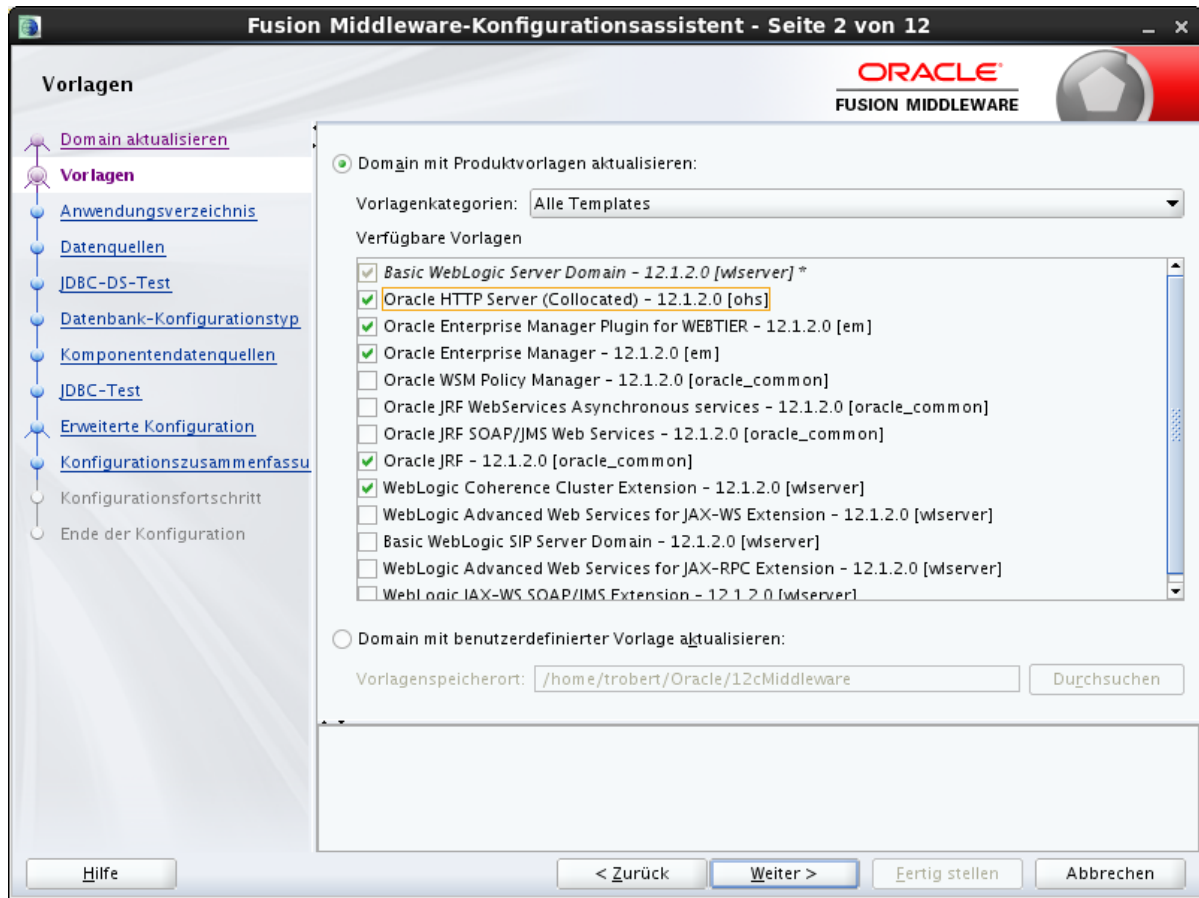 Fusion Middleware-Konfigurationsassistent - Seite 2 von 12
Vorlagen
ORACLE
FUSION MIDDLEWARE
Domain aktualisieren
Vorlagen
Anwendungsverzeichnis
Datenquellen
JDBC-DS-Test
Datenbank-Konfigurationstyp
Komponentendatenquellen
JDBC-Test
Erweiterte Konfiguration
Konfigurationszusammenfassu
Konfigurationsfortschritt
Ende der Konfiguration
Domain mit Produktvorlagen aktualisieren:
Vorlagenkategorien: Alle Templates
Verfügbare Vorlagen
Basic WebLogic Server Domain - 12.1.2.0 [wlserver] *
Oracle HTTP Server (Collocated) - 12.1.2.0 [ohs]
Oracle Enterprise Manager Plugin for WEBTIER - 12.1.2.0 [em]
Oracle Enterprise Manager - 12.1.2.0 [em]
Oracle WSM Policy Manager - 12.1.2.0 [oracle_common]
Oracle JRF WebServices Asynchronous services - 12.1.2.0 [oracle_common]
Oracle JRF SOAP/JMS Web Services - 12.1.2.0 [oracle_common]
Oracle JRF - 12.1.2.0 [oracle_common]
WebLogic Coherence Cluster Extension - 12.1.2.0 [wlserver]
WebLogic Advanced Web Services for JAX-WS Extension - 12.1.2.0 [wlserver]
Basic WebLogic SIP Server Domain - 12.1.2.0 [wlserver]
WebLogic Advanced Web Services for JAX-RPC Extension - 12.1.2.0 [wlserver]
WebLogic JAX-WS SOAP/JMS Extension - 12.1.2.0 [wlserver]
Domain mit benutzerdefinierter Vorlage aktualisieren:
Vorlagenspeicherort: /home/trobert/Oracle/12cMiddleware Durchsuchen
Hilfe < Zurück Weiter > Fertig stellen Abbrechen